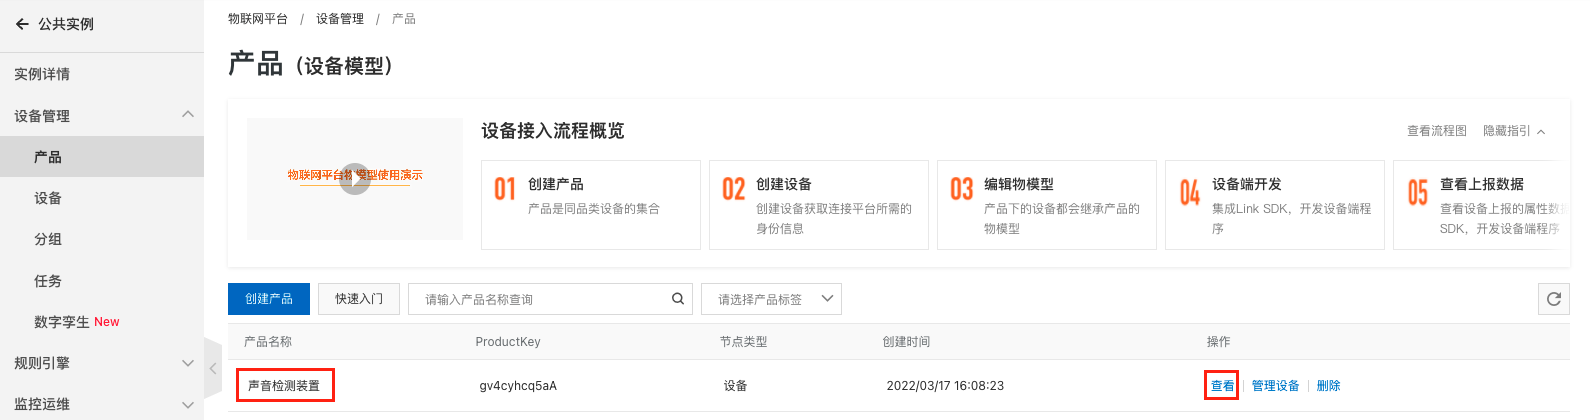 公共实例
实例详情
设备管理
产品
设备
分组
任务
数字孪生 New
规则引擎
监控运维
物联网平台 / 设备管理 / 产品
产品（设备模型）
物联网平台物模型使用演示
设备接入流程概览
查看流程图 隐藏指引
01 创建产品
产品是同品类设备的集合
02 创建设备
创建设备获取连接平台所需的
身份信息
03 编辑物模型
产品下的设备都会继承产品的
物模型
04 设备端开发
集成Link SDK，开发设备端程
序
05 查看上报数据
查看设备上报的属性数据
SDK，开发设备端程序
创建产品 快速入门 请输入产品名称查询 请选择产品标签
产品名称 ProductKey 节点类型 创建时间 操作
声音检测装置 gv4cyhcq5aA 设备 2022/03/17 16:08:23 查看 管理设备 删除